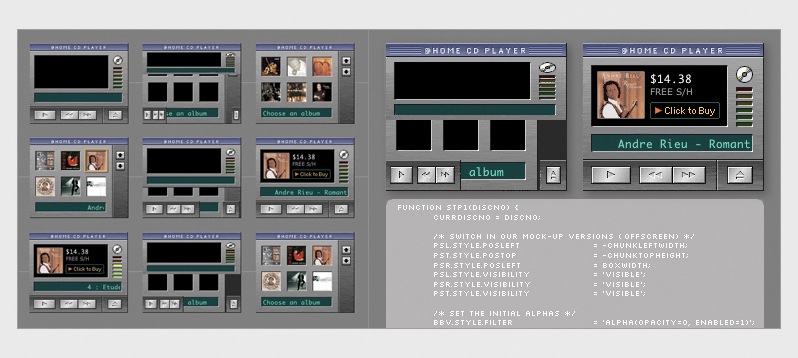 @HOME CD PLAYER
@HOME CD PLAYER
@HOME CD PLAYER
@HOME CD PLAYER
@HOME CD PLAYER
se an album
Choose an album
ANDRE RIEU
$14.38
FREE S/H
Click to Buy
Andre Rieu - Romant
album
@HOME CD PLAYER
@HOME CD PLAYER
@HOME CD PLAYER
$14.38
FREE S/H
Click to Buy
Andr
Andre Rieu - Romant
FUNCTION STP1(DISCNO) {
CURRDISCNO = DISCNO;
/* SWITCH IN OUR MOCK-UP VERSIONS (OFFSCREEN) */
PSL.STYLE.POSLEFT = -CHUNKLEFTWIDTH;
PST.STYLE.POSTOP = -CHUNKTOPHEIGHT;
PSR.STYLE.POSLEFT = BOXWIDTH;
PSL.STYLE.VISIBILITY = 'VISIBLE';
PSR.STYLE.VISIBILITY = 'VISIBLE';
PST.STYLE.VISIBILITY = 'VISIBLE';
/* SET THE INITIAL ALPHAS */
BBV.STYLE.FILTER = 'ALPHA(OPACITY=0, ENABLED=1)';
@HOME CD PLAYER
@HOME CD PLAYER
@HOME CD PLAYER
$14.38
FREE S/H
Click to Buy
4 : Etude
album
Choose an album